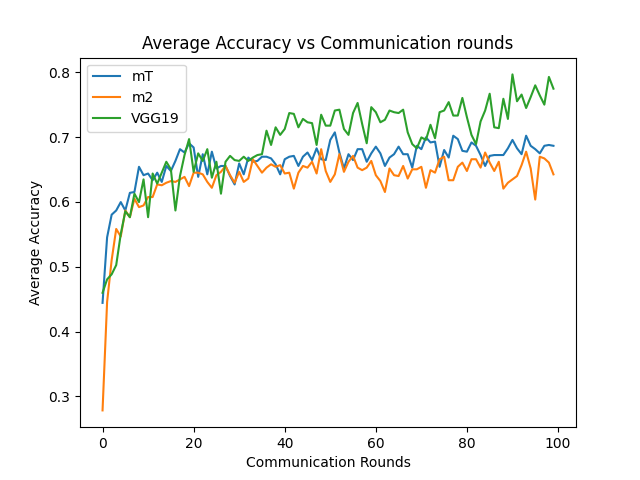 Average Accuracy vs Communication rounds
mT
m2
VGG19
0.8
0.7
0.6
0.5
0.4
0.3
Average Accuracy
0 20 40 60 80 100
Communication Rounds